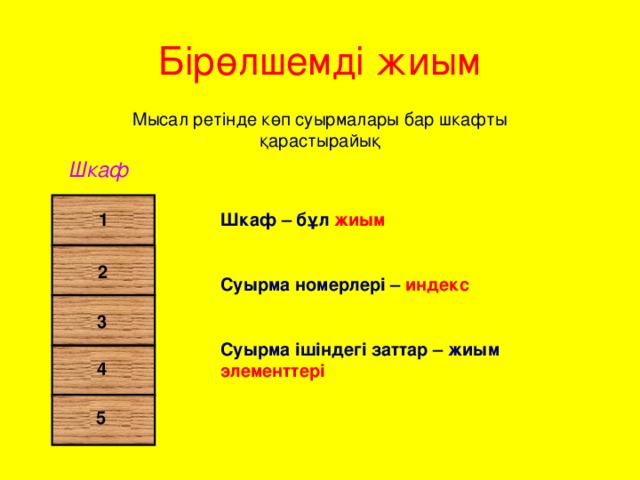 Бірөлшемді жиым
Мысал ретінде көп суырмалары бар шкафты
қарастырайық
Шкаф
1
2
3
4
5
Шкаф – бұл жиым
Суырма номерлері – индекс
Суырма ішіндегі заттар – жиым
элементтері